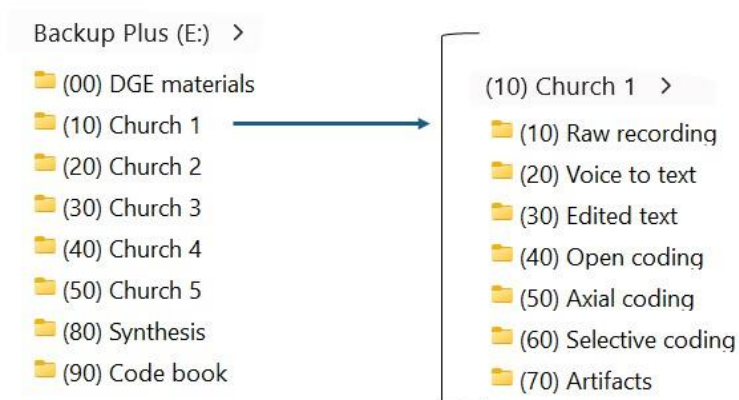 Backup Plus (E:) >
(00) DGE materials
(10) Church 1
(20) Church 2
(30) Church 3
(40) Church 4
(50) Church 5
(80) Synthesis
(90) Code book
(10) Church 1 >
(10) Raw recording
(20) Voice to text
(30) Edited text
(40) Open coding
(50) Axial coding
(60) Selective coding
(70) Artifacts